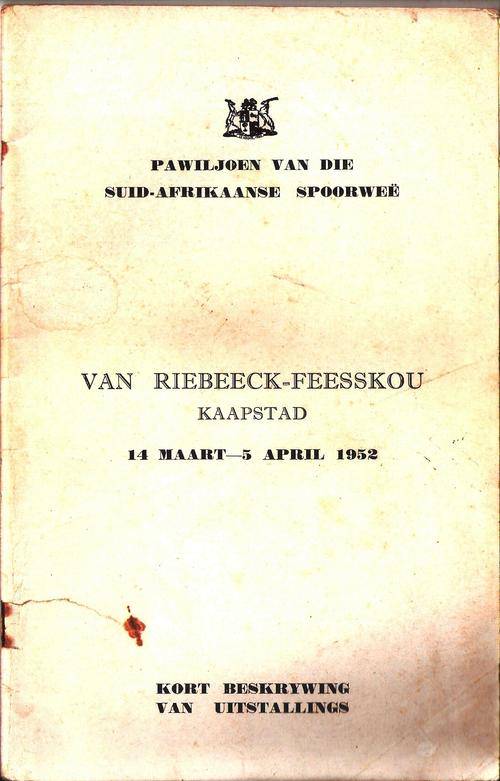 PAWILJOEN VAN DIE
SUID-AFRIKAANSE SPOORWEË
VAN RIEBEECK-FEESSKOU
KAAPSTAD
14 MAART—5 APRIL 1952
KORT BESKRYWING
VAN UITSTALLINGS